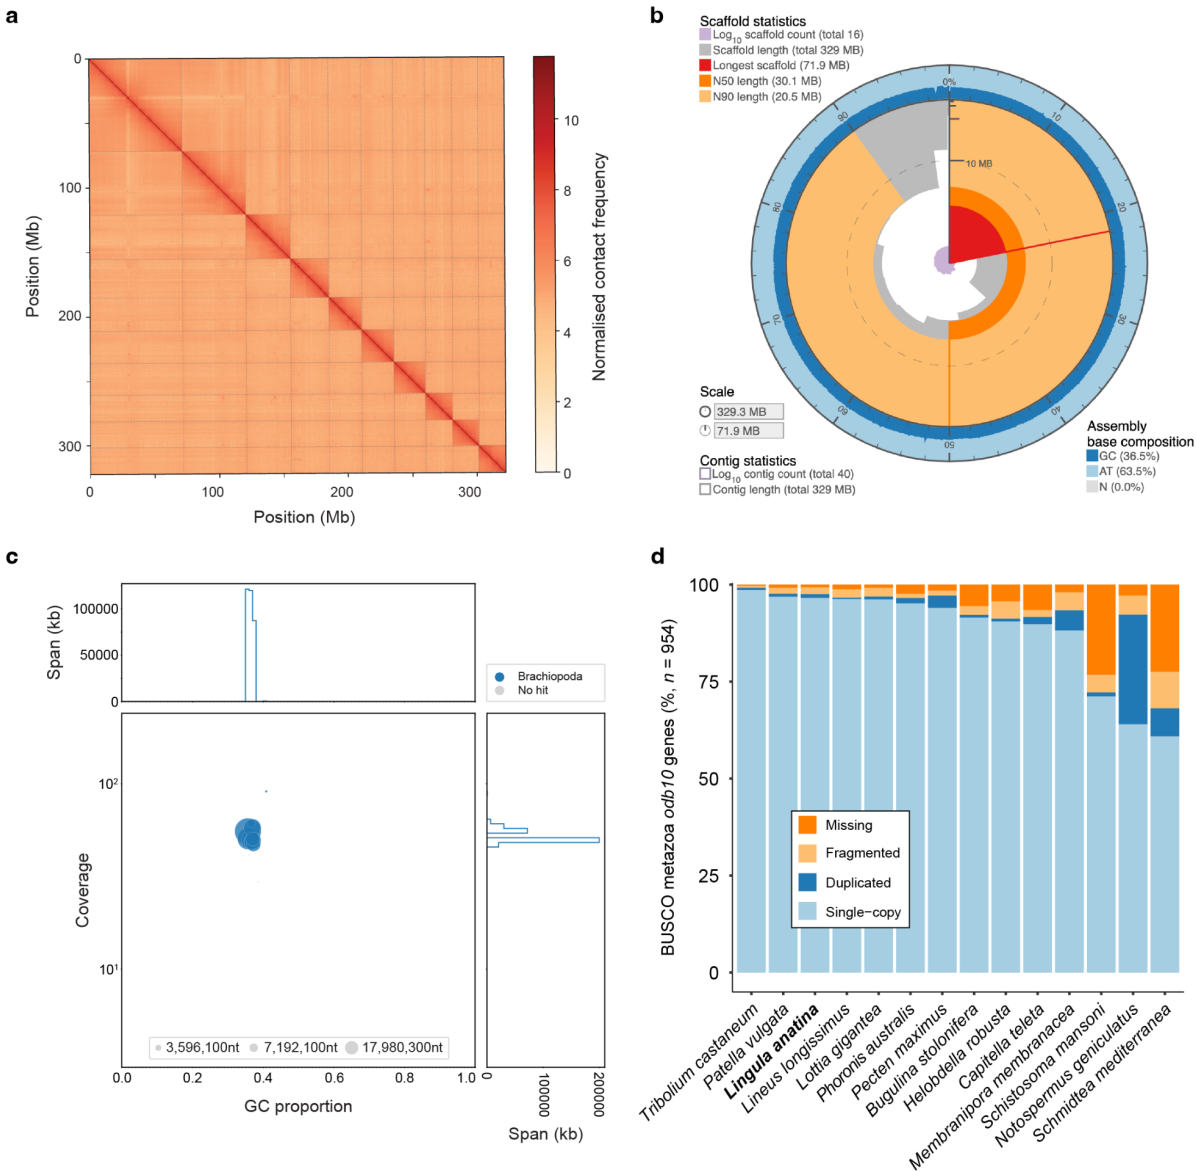 a
0
100
200
300
0
100
200
300
Position (Mb)
Position (Mb)
10
8
6
4
2
0
Normalised contact frequency
b
Scaffold statistics
Log10 scaffold count (total 16)
Scaffold length (total 329 MB)
Longest scaffold (71.9 MB)
N50 length (30.1 MB)
N90 length (20.5 MB)
0%
10
20
30
40
50
60
70
80
90
10 MB
Scale
329.3 MB
71.9 MB
Contig statistics
Log10 contig count (total 40)
Contig length (total 329 MB)
Assembly
base composition
GC (36.5%)
AT (63.5%)
N (0.0%)
c
Span (kb)
100000
50000
0
Brachiopoda
No hit
Coverage
10²
10¹
3,596,100nt
7,192,100nt
17,980,300nt
0.0
0.2
0.4
0.6
0.8
1.0
GC proportion
0
100000
200000
Span (kb)
d
BUSCO metazoa odb10 genes (%, n = 954)
100
75
50
25
0
Missing
Fragmented
Duplicated
Single−copy
Tribolium castaneum
Patella vulgata
Lingula anatina
Lineus longissimus
Lottia gigantea
Phoronis australis
Pecten maximus
Bugulina stolonifera
Helobdella robusta
Capitella teleta
Membranipora membranacea
Schistosoma mansoni
Notospermus geniculatus
Schmidtea mediterranea